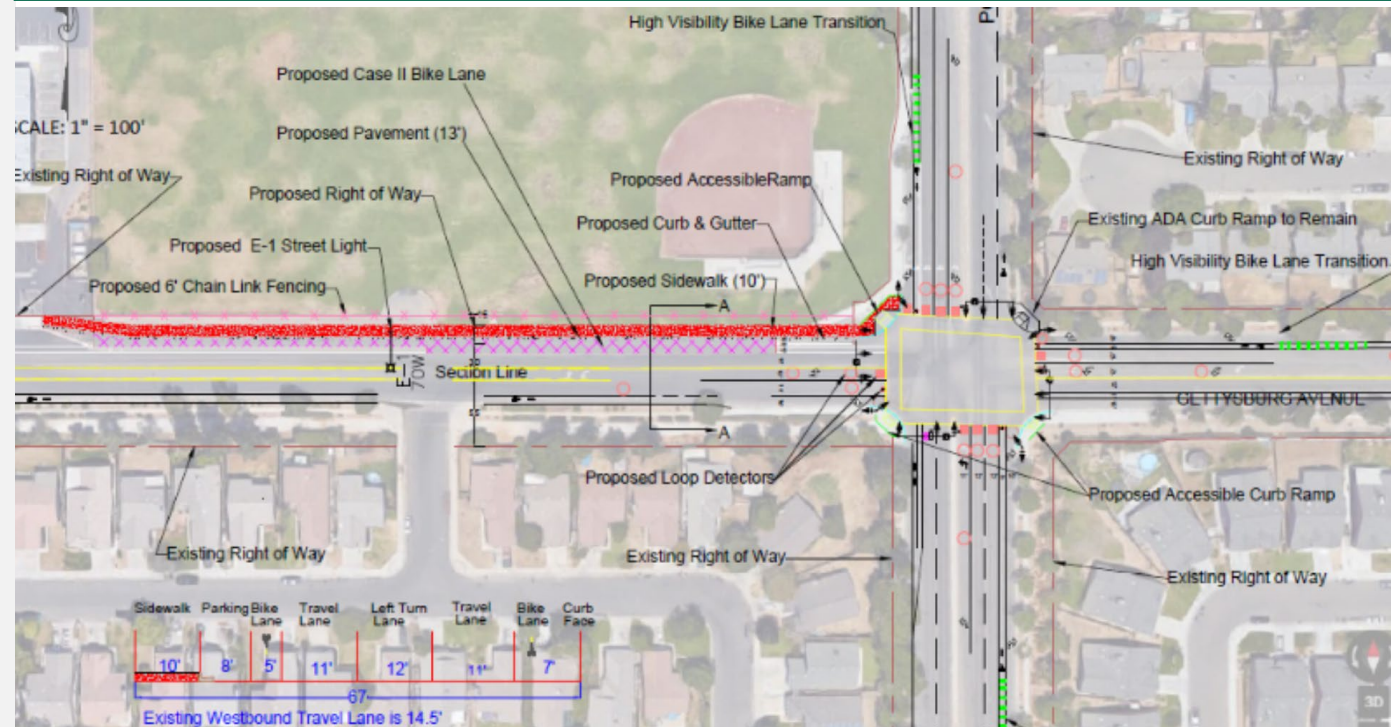 High Visibility Bike Lane Transition
Proposed Case II Bike Lane
SCALE: 1" = 100'
Proposed Pavement (13')
Existing Right of Way
Existing Right of Way
Proposed AccessibleRamp
Proposed Right of Way
Existing ADA Curb Ramp to Remain
Proposed Curb & Gutter
Proposed E-1 Street Light
High Visibility Bike Lane Transition
Proposed Sidewalk (10')
Proposed 6' Chain Link Fencing
A
E-1
70W
Section Line
GETTYSBURG AVENUE
A
Proposed Loop Detectors
Proposed Accessible Curb Ramp
Existing Right of Way
Existing Right of Way
Existing Right of Way
Sidewalk Parking Bike Lane Travel Lane Left Turn Lane Travel Lane Bike Lane Curb Face
10' 8' 5' 11' 12' 11' 7'
67
Existing Westbound Travel Lane is 14.5'
3D